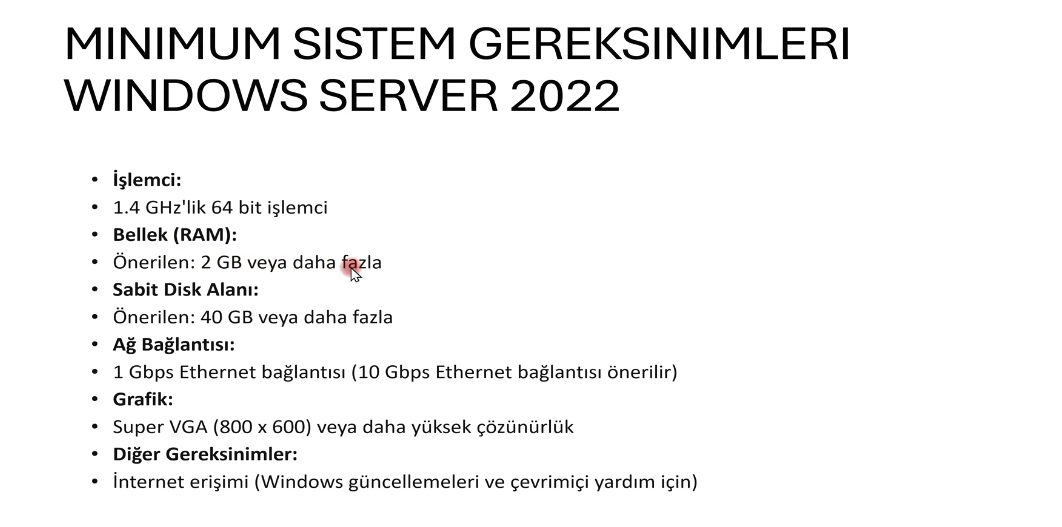 MINIMUM SISTEM GEREKSINIMLERI
WINDOWS SERVER 2022
• İşlemci:
• 1.4 GHz'lik 64 bit işlemci
• Bellek (RAM):
• Önerilen: 2 GB veya daha fazla
• Sabit Disk Alanı:
• Önerilen: 40 GB veya daha fazla
• Ağ Bağlantısı:
• 1 Gbps Ethernet bağlantısı (10 Gbps Ethernet bağlantısı önerilir)
• Grafik:
• Super VGA (800 x 600) veya daha yüksek çözünürlük
• Diğer Gereksinimler:
• İnternet erişimi (Windows güncellemeleri ve çevrimiçi yardım için)